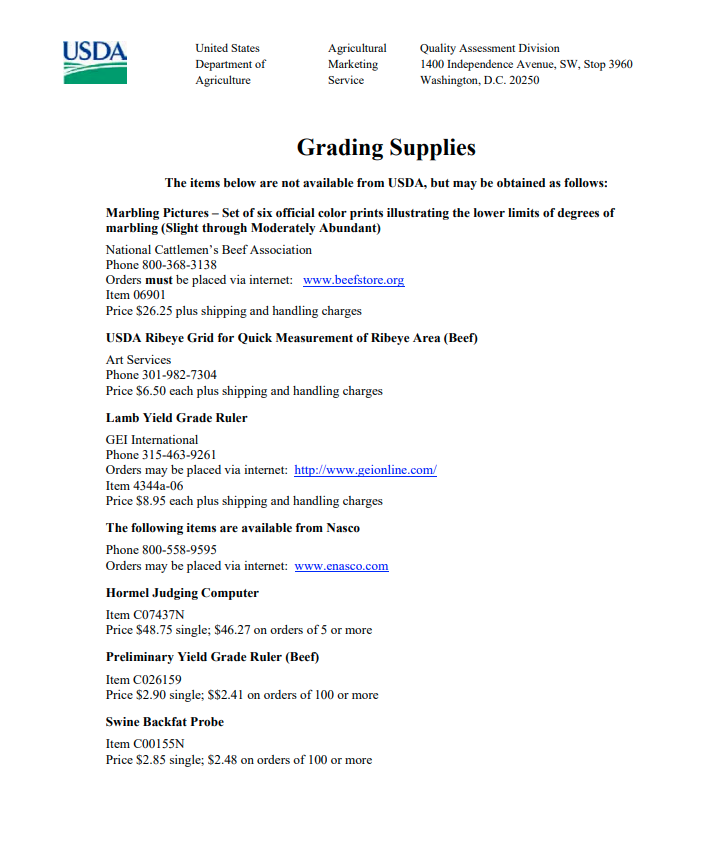 USDA
United States Department of Agriculture
Agricultural Marketing Service
Quality Assessment Division
1400 Independence Avenue, SW, Stop 3960
Washington, D.C. 20250
Grading Supplies
The items below are not available from USDA, but may be obtained as follows:
Marbling Pictures – Set of six official color prints illustrating the lower limits of degrees of
marbling (Slight through Moderately Abundant)
National Cattlemen's Beef Association
Phone 800-368-3138
Orders must be placed via internet: www.beefstore.org
Item 06901
Price $26.25 plus shipping and handling charges
USDA Ribeye Grid for Quick Measurement of Ribeye Area (Beef)
Art Services
Phone 301-982-7304
Price $6.50 each plus shipping and handling charges
Lamb Yield Grade Ruler
GEI International
Phone 315-463-9261
Orders may be placed via internet: http://www.geionline.com/
Item 4344a-06
Price $8.95 each plus shipping and handling charges
The following items are available from Nasco
Phone 800-558-9595
Orders may be placed via internet: www.enasco.com
Hormel Judging Computer
Item C07437N
Price $48.75 single; $46.27 on orders of 5 or more
Preliminary Yield Grade Ruler (Beef)
Item C026159
Price $2.90 single; $$2.41 on orders of 100 or more
Swine Backfat Probe
Item C00155N
Price $2.85 single; $2.48 on orders of 100 or more